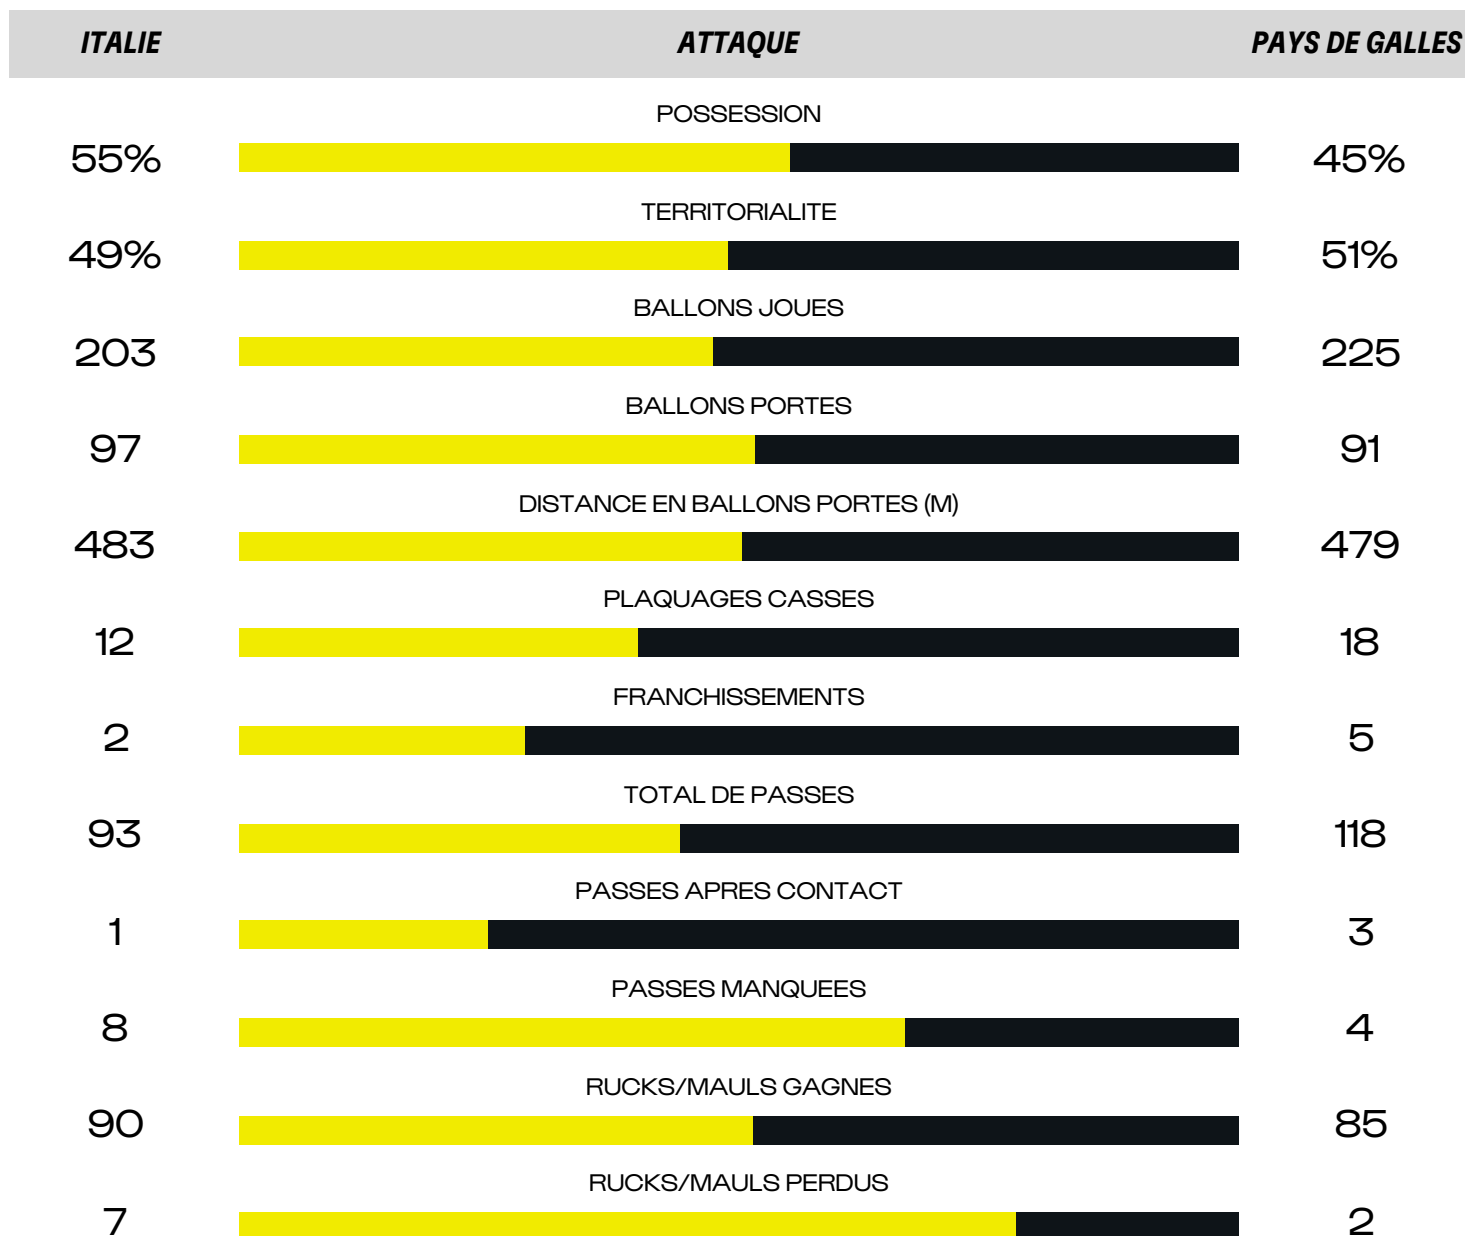 ITALIE ATTAQUE PAYS DE GALLES
POSSESSION
55% 45%
TERRITORIALITE
49% 51%
BALLONS JOUES
203 225
BALLONS PORTES
97 91
DISTANCE EN BALLONS PORTES (M)
483 479
PLAQUAGES CASSES
12 18
FRANCHISSEMENTS
2 5
TOTAL DE PASSES
93 118
PASSES APRES CONTACT
1 3
PASSES MANQUEES
8 4
RUCKS/MAULS GAGNES
90 85
RUCKS/MAULS PERDUS
7 2